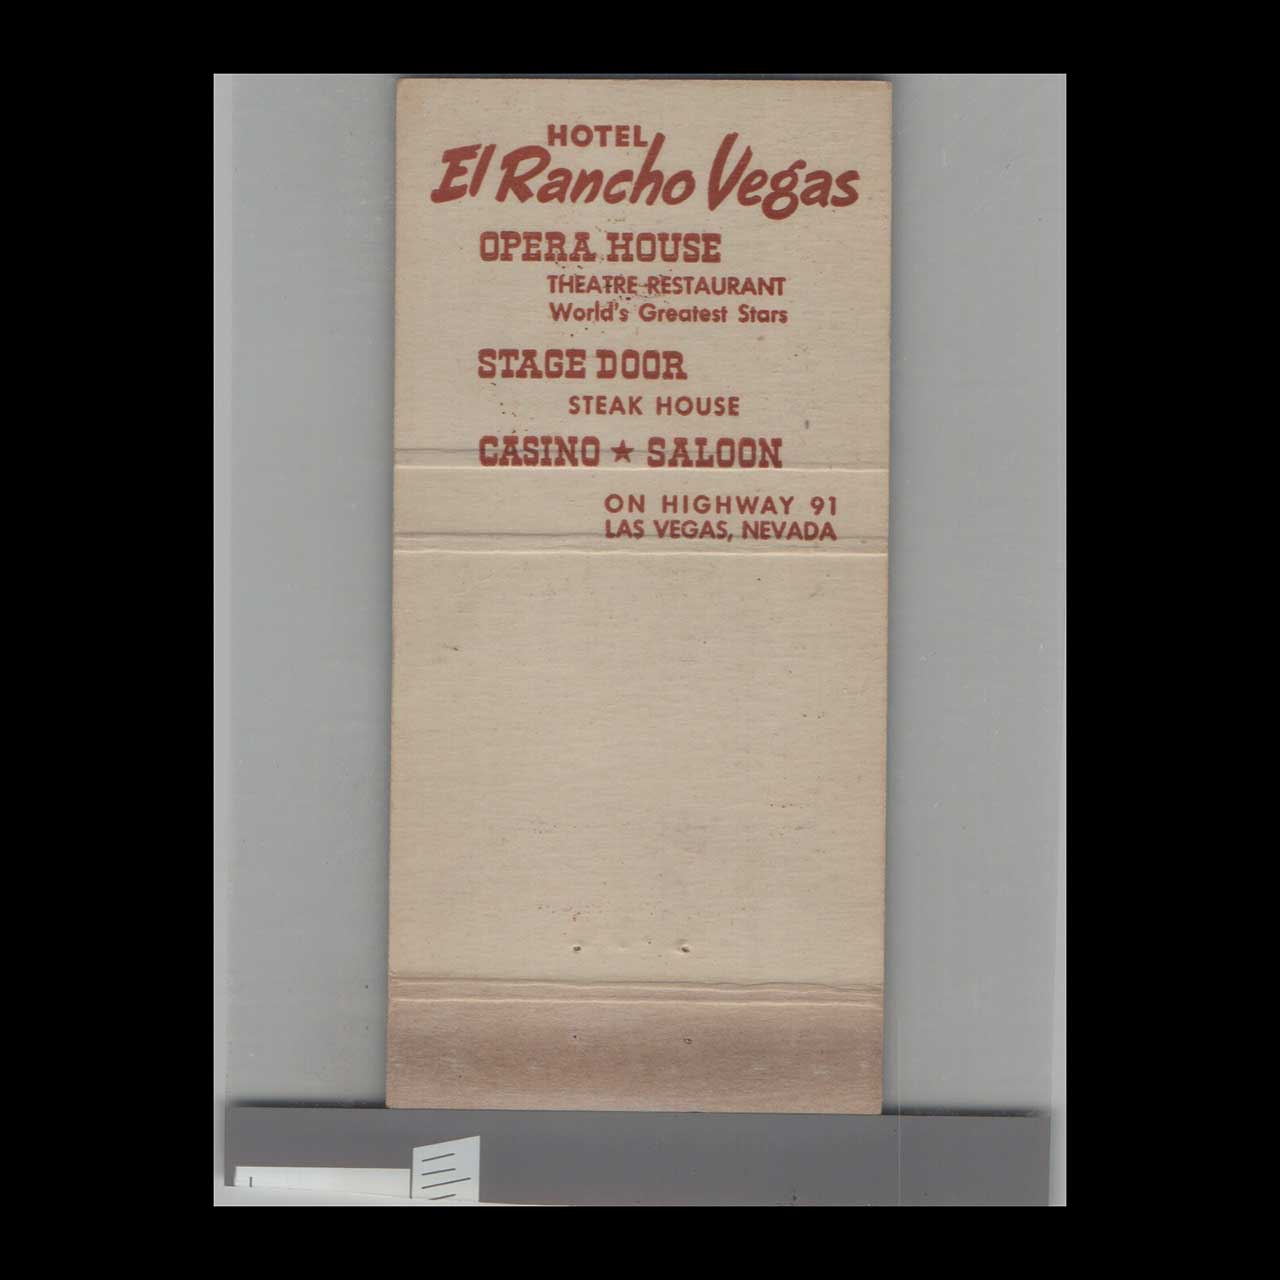 HOTEL
El Rancho Vegas
OPERA HOUSE
THEATRE RESTAURANT
World's Greatest Stars
STAGE DOOR
STEAK HOUSE
CASINO ★ SALOON
ON HIGHWAY 91
LAS VEGAS, NEVADA